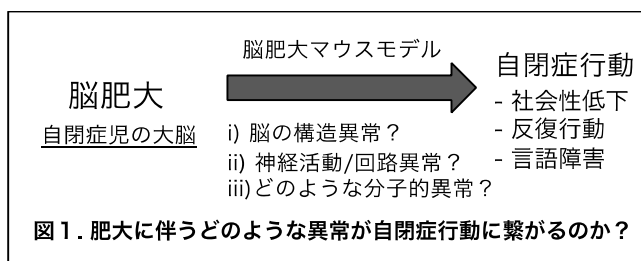 脳肥大マウスモデル
脳肥大
自閉症児の大脳
i) 脳の構造異常？
ii) 神経活動/回路異常？
iii)どのような分子的異常？
自閉症行動
- 社会性低下
- 反復行動
- 言語障害
図１. 肥大に伴うどのような異常が自閉症行動に繋がるのか？